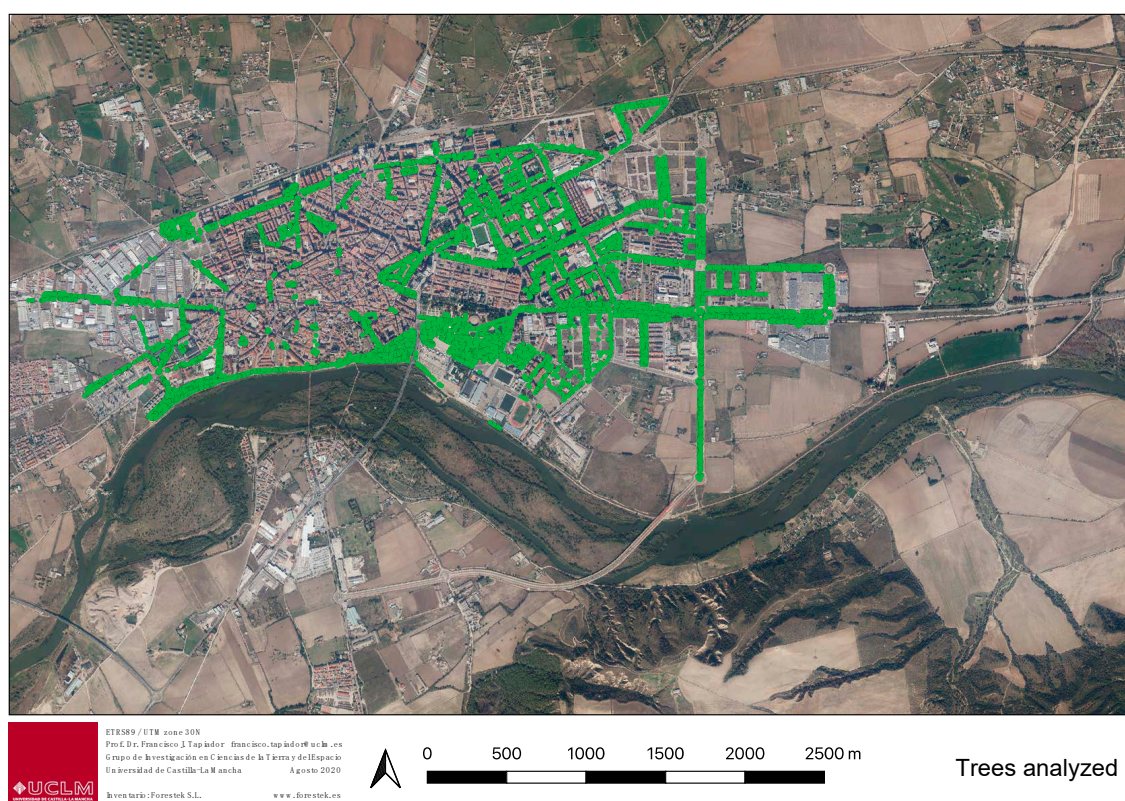 ETRS89 / UTM zone 30N
Prof. Dr. Francisco J. Tapiador francisco.tapiador@uclm.es
Grupo de Investigación en Ciencias de la Tierra y del Espacio
Universidad de Castilla-La Mancha Agosto 2020
Inventario: Forestek S.L. www.forestek.es
UCLM
UNIVERSIDAD DE CASTILLA-LA MANCHA
0 500 1000 1500 2000 2500 m
Trees analyzed